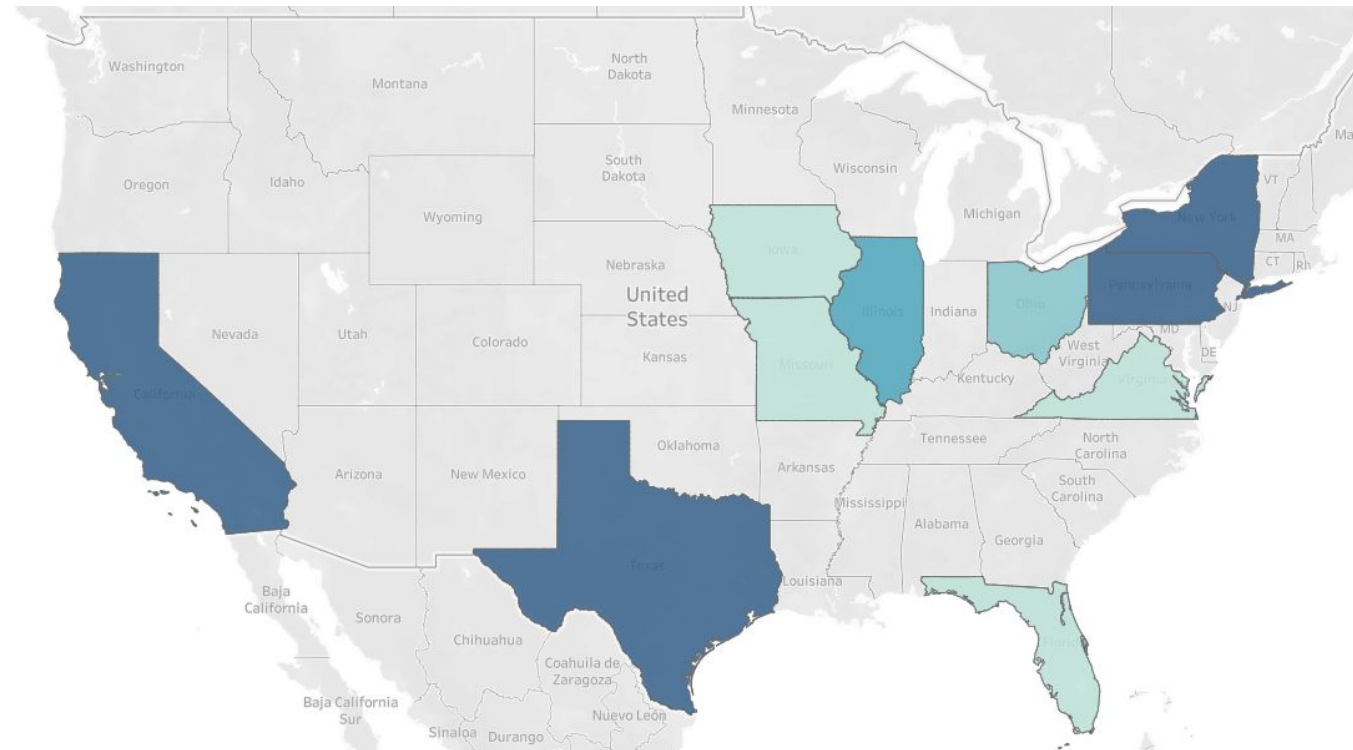 Washington
Montana
North
Dakota
Minnesota
Ma
Oregon
Idaho
South
Dakota
Wisconsin
VT
Wyoming
Michigan
New York
MA
CT
Rh
Iowa
Nebraska
United
States
Pennsylvania
Nevada
Utah
Colorado
Illinois
Indiana
Ohio
NJ
MD
DE
West
Virginia
Kansas
Missouri
Kentucky
Virginia
California
Oklahoma
Tennessee
North
Carolina
Arizona
New Mexico
Arkansas
South
Carolina
Mississippi
Alabama
Georgia
Texas
Louisiana
Baja
California
Sonora
Chihuahua
Florid
Coahuila de
Zaragoza
Baja California
Sur
Nuevo León
Sinaloa
Durango